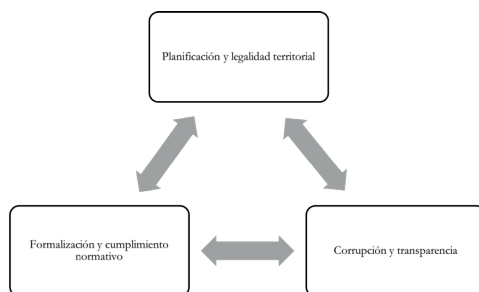 Planificación y legalidad territorial
Formalización y cumplimiento
normativo
Corrupción y transparencia